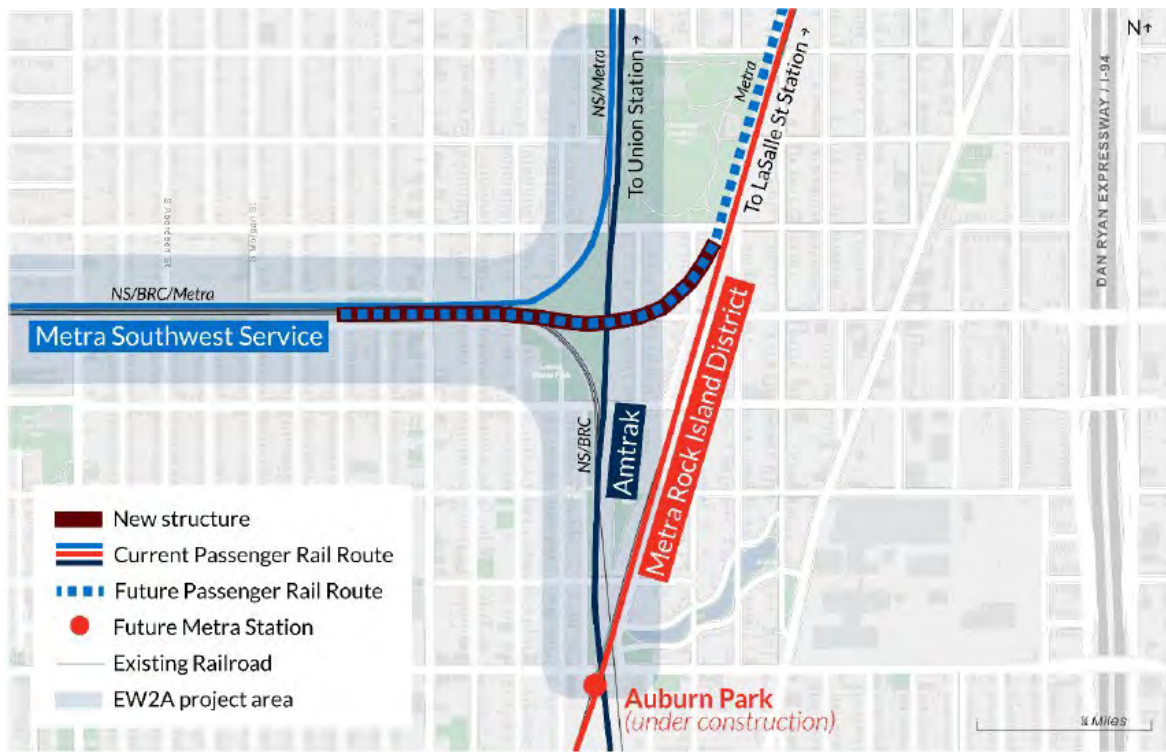 N↑
NS/Metra
To Union Station →
Metra
To LaSalle St Station →
DAN RYAN EXPRESSWAY / I-94
S Aberdeen St
NS/BRC/Metra
Metra Southwest Service
NS/BRC
Amtrak
Metra Rock Island District
New structure
Current Passenger Rail Route
Future Passenger Rail Route
Future Metra Station
Existing Railroad
EW2A project area
Auburn Park
(under construction)
¼ Miles